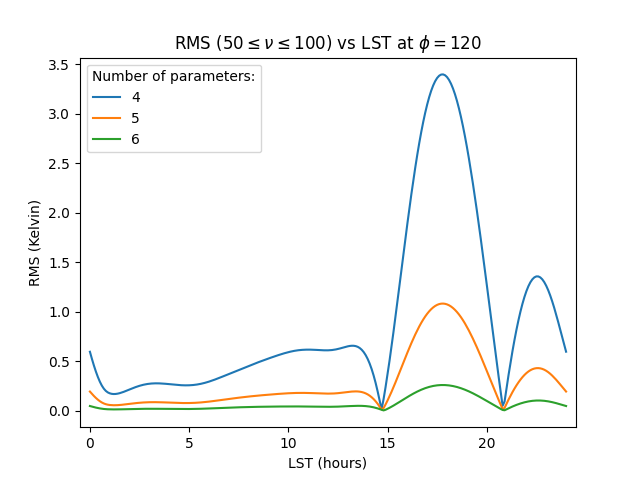 RMS (50 ≤ ν ≤ 100) vs LST at ϕ = 120
Number of parameters:
4
5
6
3.5
3.0
2.5
2.0
1.5
1.0
0.5
0.0
RMS (Kelvin)
0 5 10 15 20
LST (hours)